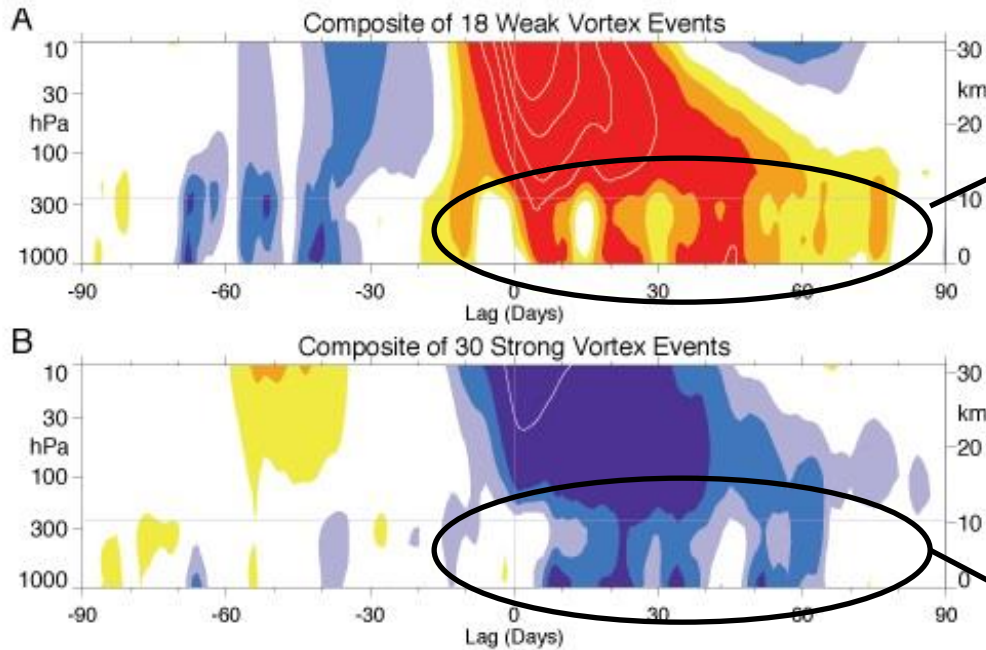 A
Composite of 18 Weak Vortex Events
10
30
hPa
100
300
1000
30
km
20
10
0
-90 -60 -30 0 30 60 90
Lag (Days)
B
Composite of 30 Strong Vortex Events
10
30
hPa
100
300
1000
30
km
20
10
0
-90 -60 -30 0 30 60 90
Lag (Days)